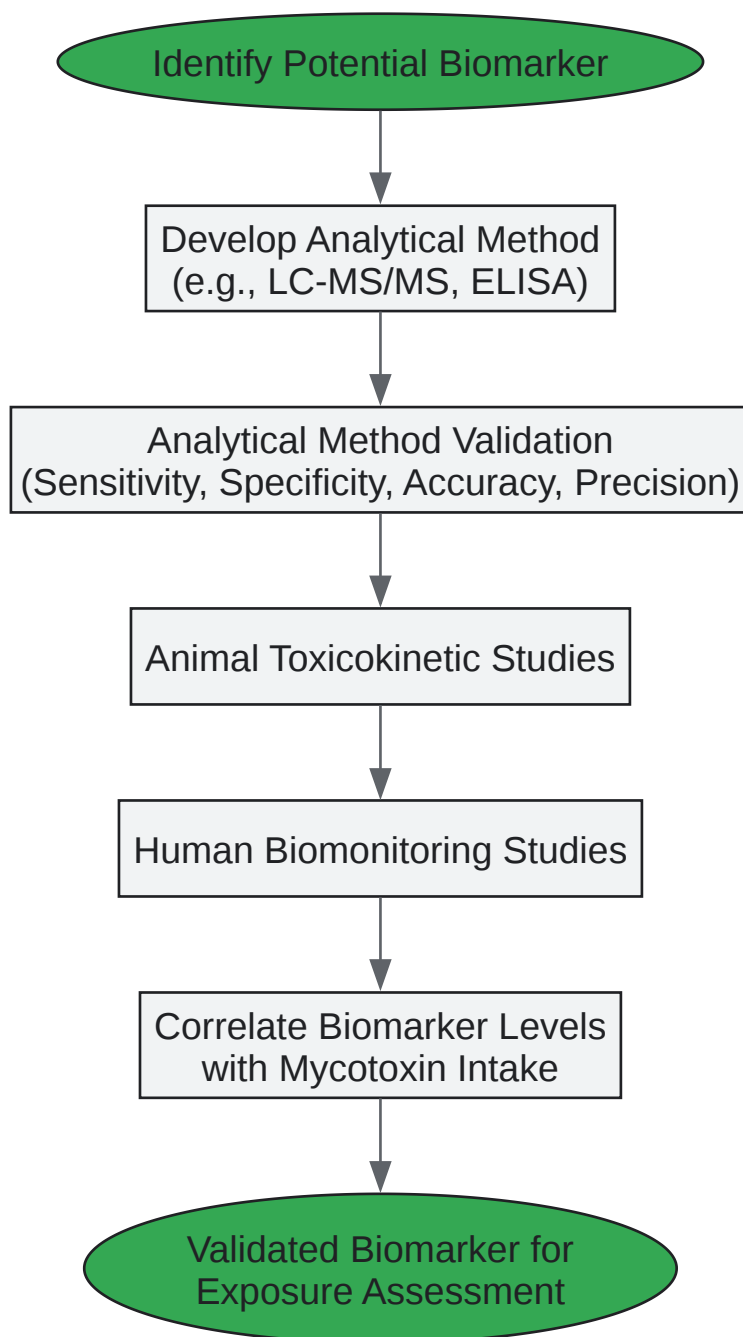 Identify Potential Biomarker
Develop Analytical Method
(e.g., LC-MS/MS, ELISA)
Analytical Method Validation
(Sensitivity, Specificity, Accuracy, Precision)
Animal Toxicokinetic Studies
Human Biomonitoring Studies
Correlate Biomarker Levels
with Mycotoxin Intake
Validated Biomarker for
Exposure Assessment